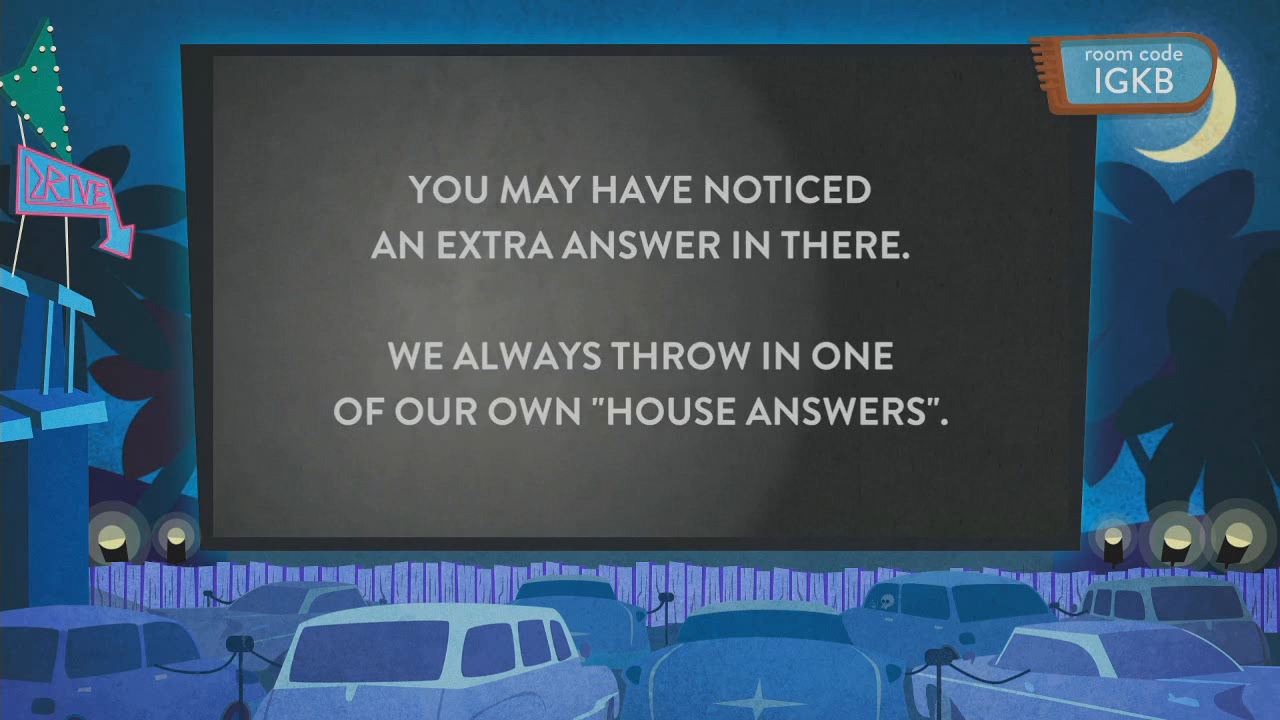 room code
IGKB
DRIVE
YOU MAY HAVE NOTICED
AN EXTRA ANSWER IN THERE.
WE ALWAYS THROW IN ONE
OF OUR OWN "HOUSE ANSWERS".